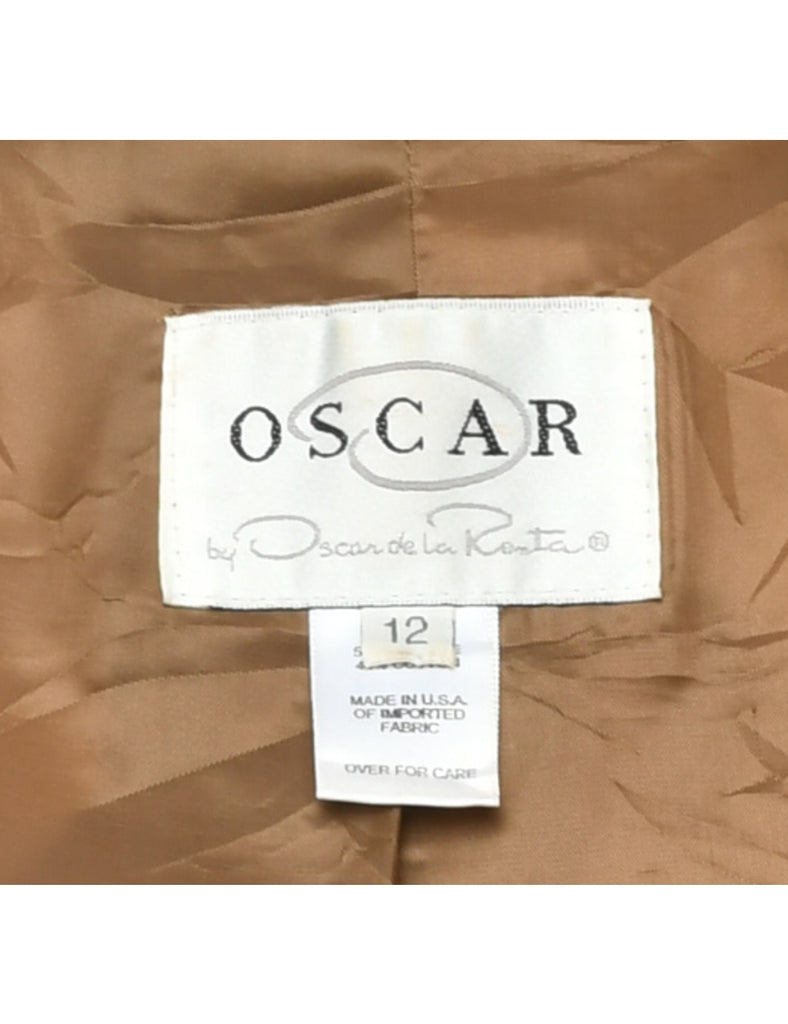 OSCAR
by Oscar de la Renta ®
12
MADE IN U.S.A.
OF IMPORTED
FABRIC
OVER FOR CARE